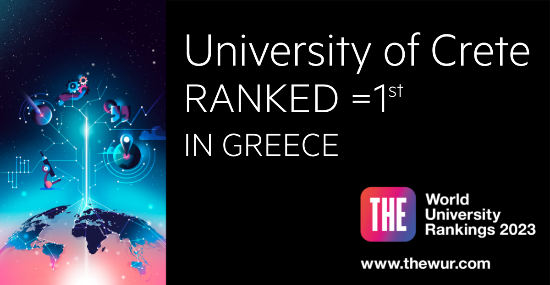 University of Crete
RANKED =1st
IN GREECE
THE
World
University
Rankings 2023
www.thewur.com